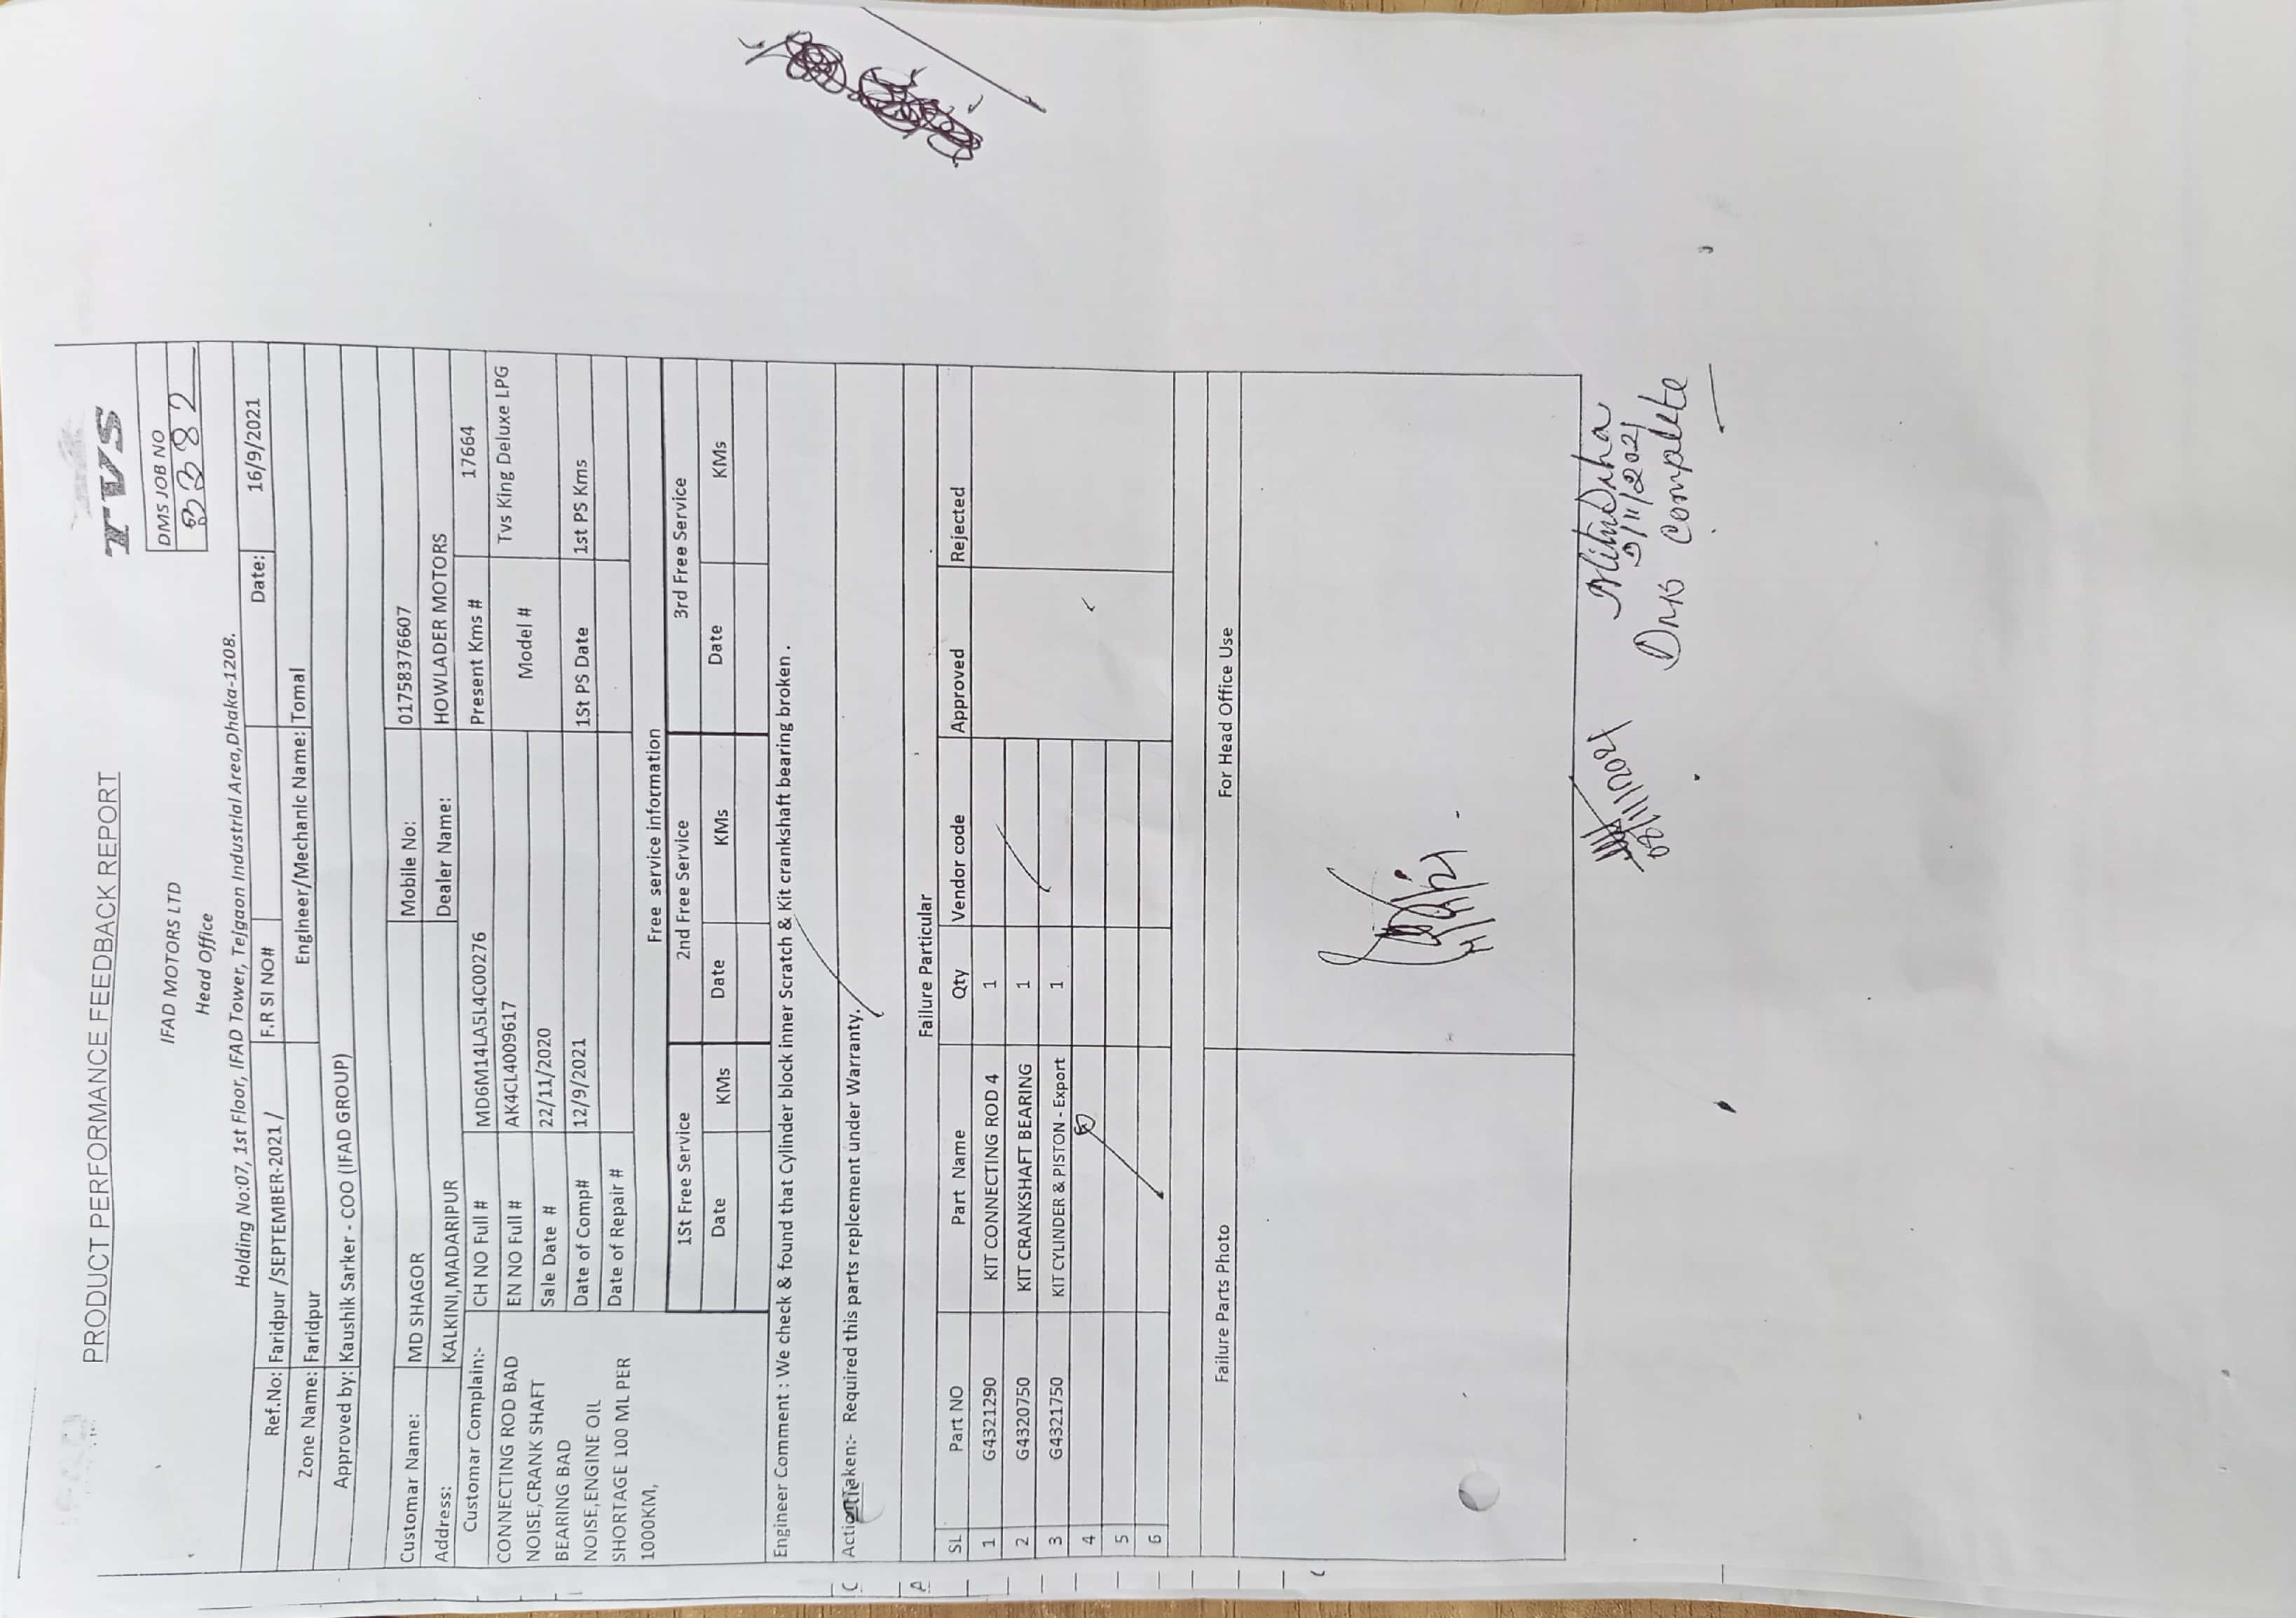 PRODUCT PERFORMANCE FEEDBACK REPORT
TVS
IFAD MOTORS LTD
DMS JOB NO
Head Office
3382
Holding No:07, 1st Floor, IFAD Tower, Tejgaon Industrial Area,Dhaka-1208.
Ref.No: Faridpur /SEPTEMBER-2021 / F.R SI NO# Date: 16/9/2021
Zone Name: Faridpur Engineer/Mechanic Name: Tomal
Approved by: Kaushik Sarker - COO (IFAD GROUP)
Customar Name: MD SHAGOR Mobile No: 01758376607
Address: KALKINI,MADARIPUR Dealer Name: HOWLADER MOTORS
Customar Complain:- CH NO Full # MD6M14LA5L4C00276 Present Kms # 17664
CONNECTING ROD BAD EN NO Full # AK4CL4009617 Model # Tvs King Deluxe LPG
NOISE,CRANK SHAFT Sale Date # 22/11/2020
BEARING BAD Date of Comp# 12/9/2021 1St PS Date 1st PS Kms
NOISE,ENGINE OIL
SHORTAGE 100 ML PER Date of Repair #
1000KM,
Free service information
1St Free Service 2nd Free Service 3rd Free Service
Date KMs Date KMs Date KMs
Engineer Comment : We check & found that Cylinder block inner Scratch & Kit crankshaft bearing broken .
Action Taken:- Required this parts replcement under Warranty.
Failure Particular
SL Part NO Part Name Qty Vendor code Approved Rejected
1 G4321290 KIT CONNECTING ROD 4 1
2 G4320750 KIT CRANKSHAFT BEARING 1
3 G4321750 KIT CYLINDER & PISTON - Export 1
4
5
6
Failure Parts Photo For Head Office Use
Complete